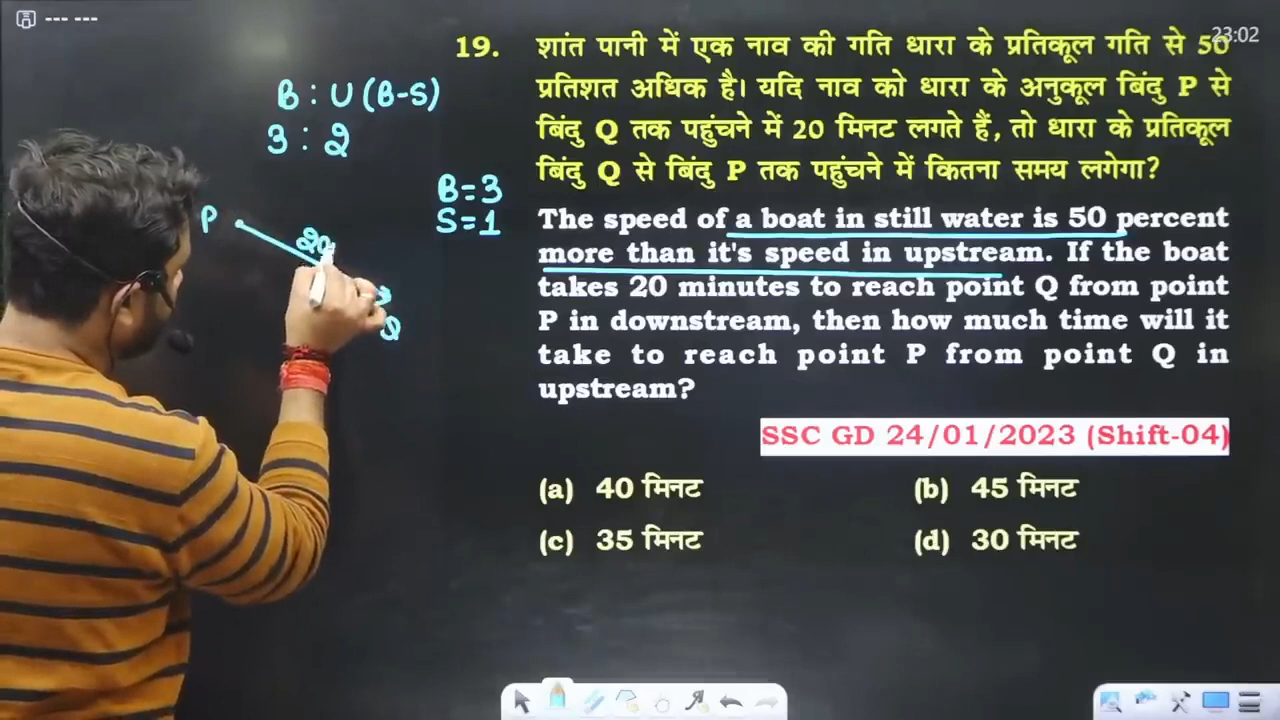 23:02
B : U (B-S)
3 : 2
B=3
S=1
P
20
Q
19. शांत पानी में एक नाव की गति धारा के प्रतिकूल गति से 50
प्रतिशत अधिक है। यदि नाव को धारा के अनुकूल बिंदु P से
बिंदु Q तक पहुंचने में 20 मिनट लगते हैं, तो धारा के प्रतिकूल
बिंदु Q से बिंदु P तक पहुंचने में कितना समय लगेगा?
The speed of a boat in still water is 50 percent
more than it's speed in upstream. If the boat
takes 20 minutes to reach point Q from point
P in downstream, then how much time will it
take to reach point P from point Q in
upstream?
SSC GD 24/01/2023 (Shift-04)
(a) 40 मिनट
(b) 45 मिनट
(c) 35 मिनट
(d) 30 मिनट